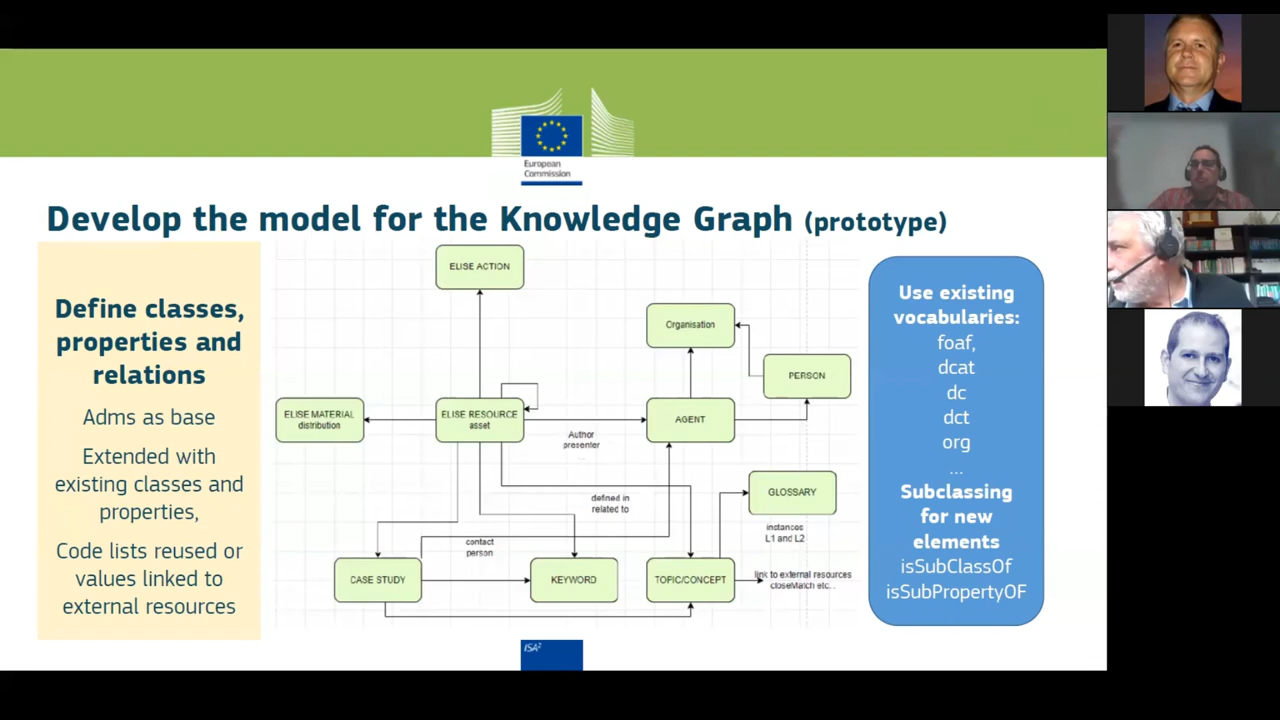 European
Commission
Develop the model for the Knowledge Graph (prototype)
Define classes,
properties and
relations
Adms as base
Extended with
existing classes and
properties,
Code lists reused or
values linked to
external resources
ELISE ACTION
Organisation
PERSON
ELISE MATERIAL
distribution
ELISE RESOURCE
asset
AGENT
Author
presenter
...
defined in
related to
GLOSSARY
instances
L1 and L2
contact
person
CASE STUDY
KEYWORD
TOPIC/CONCEPT
link to external resources
closeMatch etc..
Use existing
vocabularies:
foaf,
dcat
dc
dct
org
...
Subclassing
for new
elements
isSubClassOf
isSubPropertyOF
ISA²